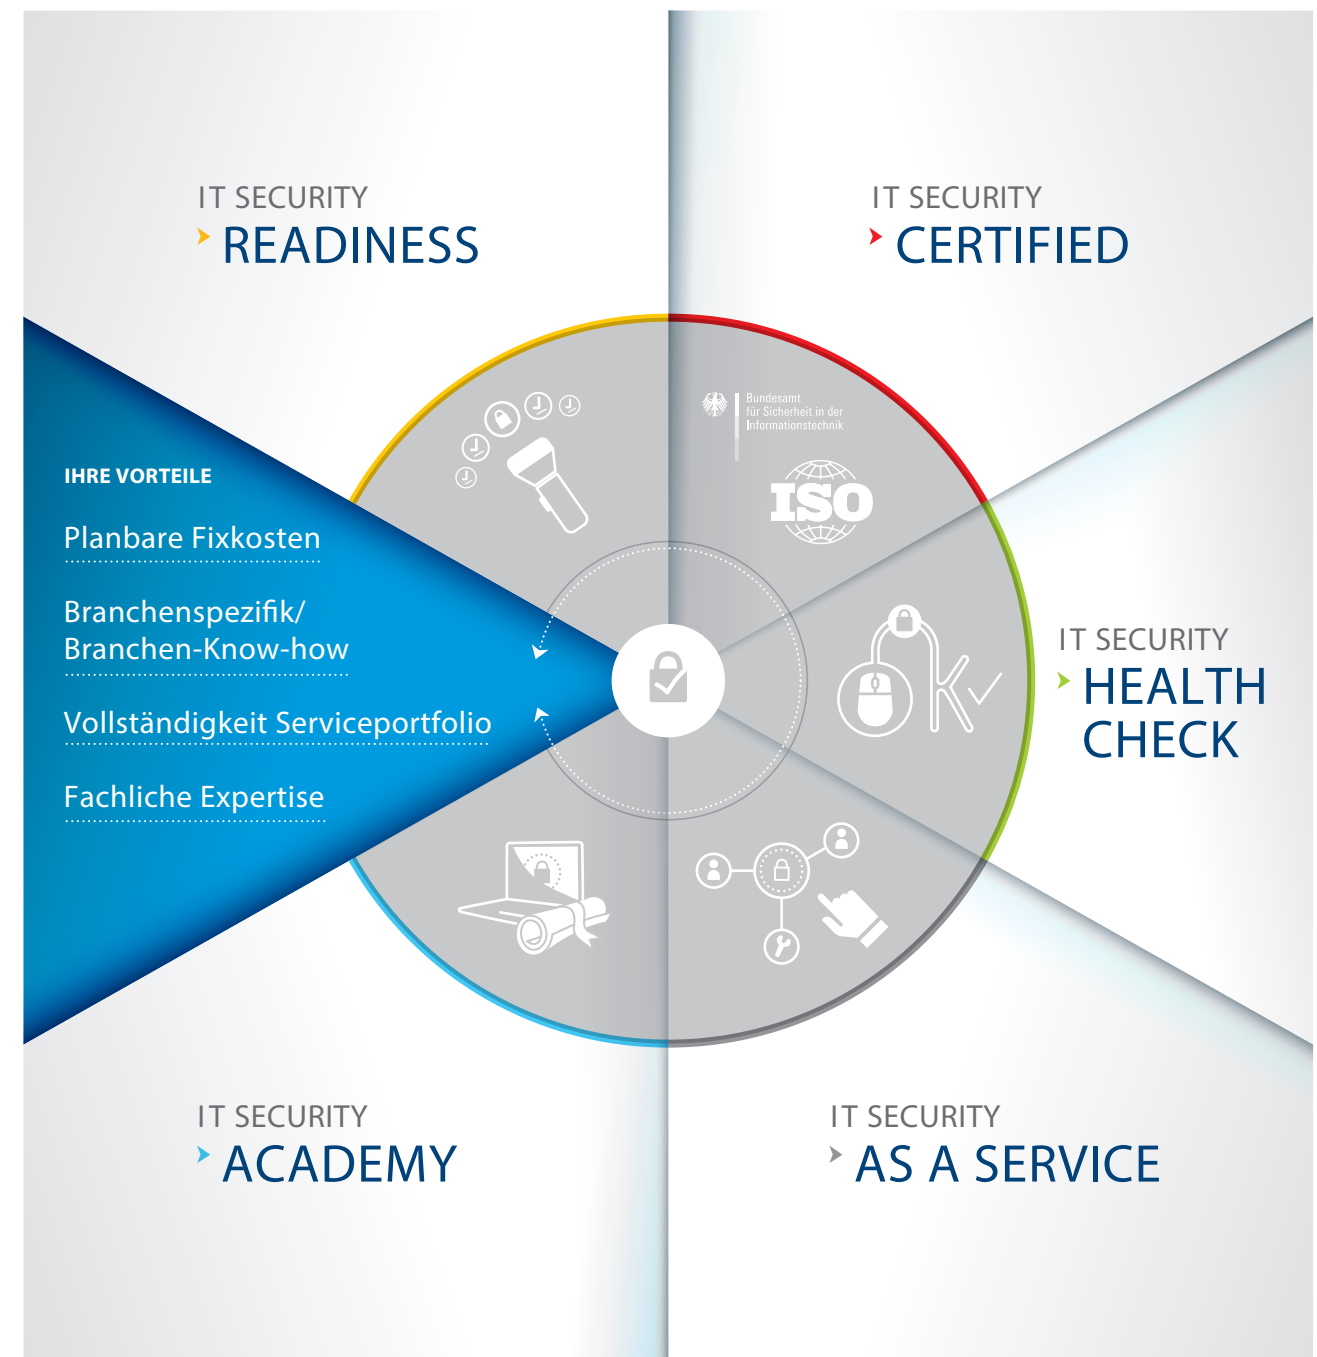 IT SECURITY
READINESS
IT SECURITY
CERTIFIED
Bundesamt
für Sicherheit in der
Informationstechnik
ISO
IHRE VORTEILE
Planbare Fixkosten
Branchenspezifik/
Branchen-Know-how
Vollständigkeit Serviceportfolio
Fachliche Expertise
OK
IT SECURITY
HEALTH
CHECK
IT SECURITY
ACADEMY
IT SECURITY
AS A SERVICE